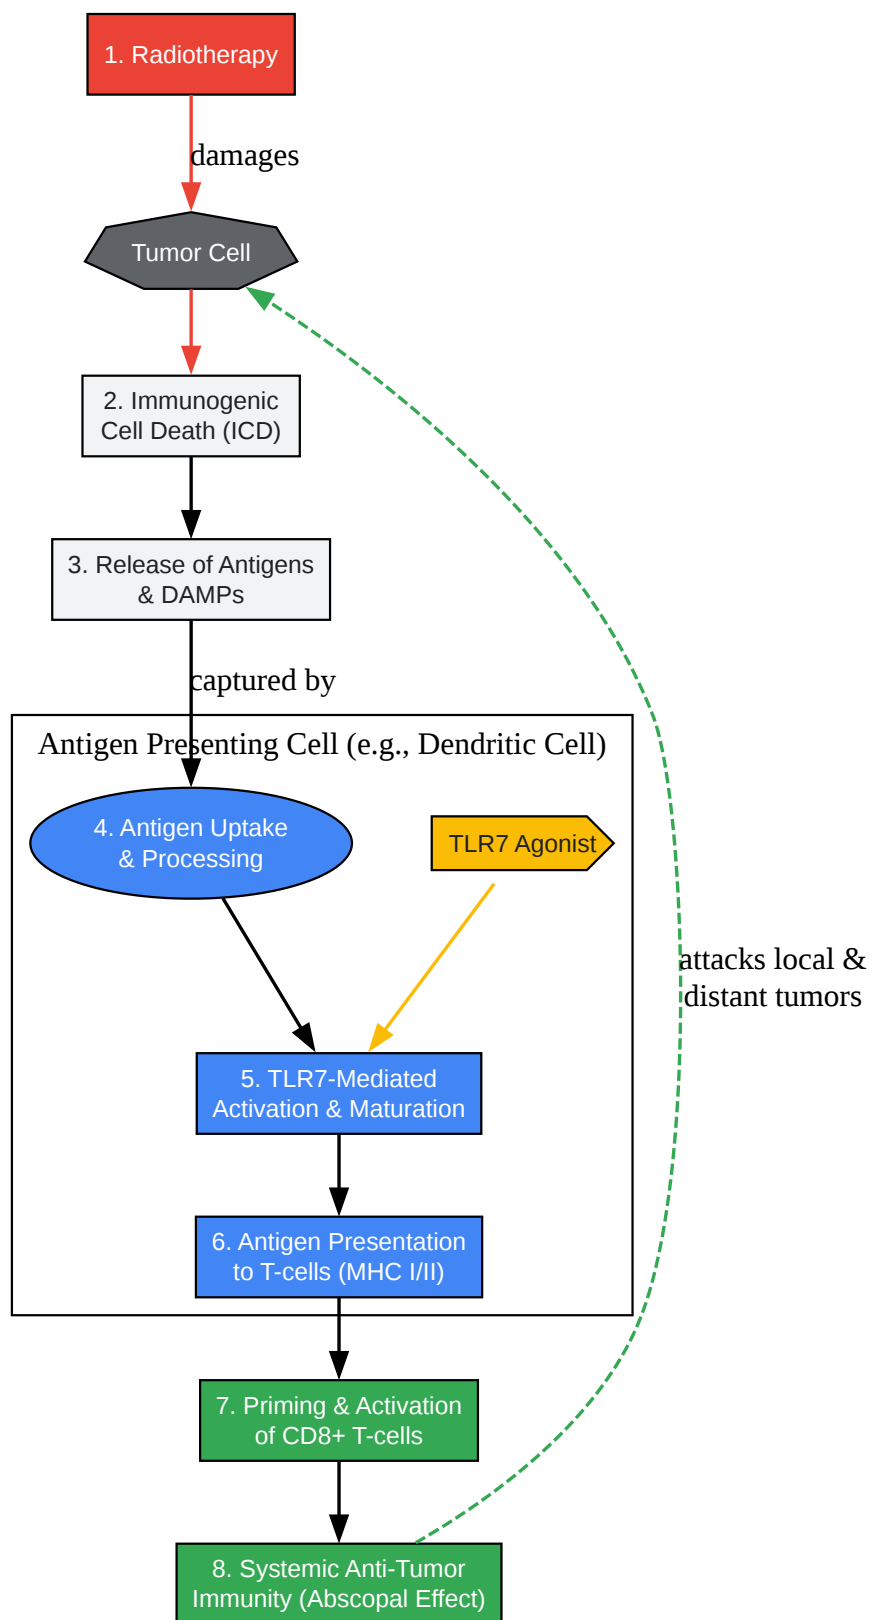 1. Radiotherapy
damages
Tumor Cell
2. Immunogenic
Cell Death (ICD)
3. Release of Antigens
& DAMPs
captured by
Antigen Presenting Cell (e.g., Dendritic Cell)
4. Antigen Uptake
& Processing
TLR7 Agonist
attacks local &
distant tumors
5. TLR7-Mediated
Activation & Maturation
6. Antigen Presentation
to T-cells (MHC I/II)
7. Priming & Activation
of CD8+ T-cells
8. Systemic Anti-Tumor
Immunity (Abscopal Effect)